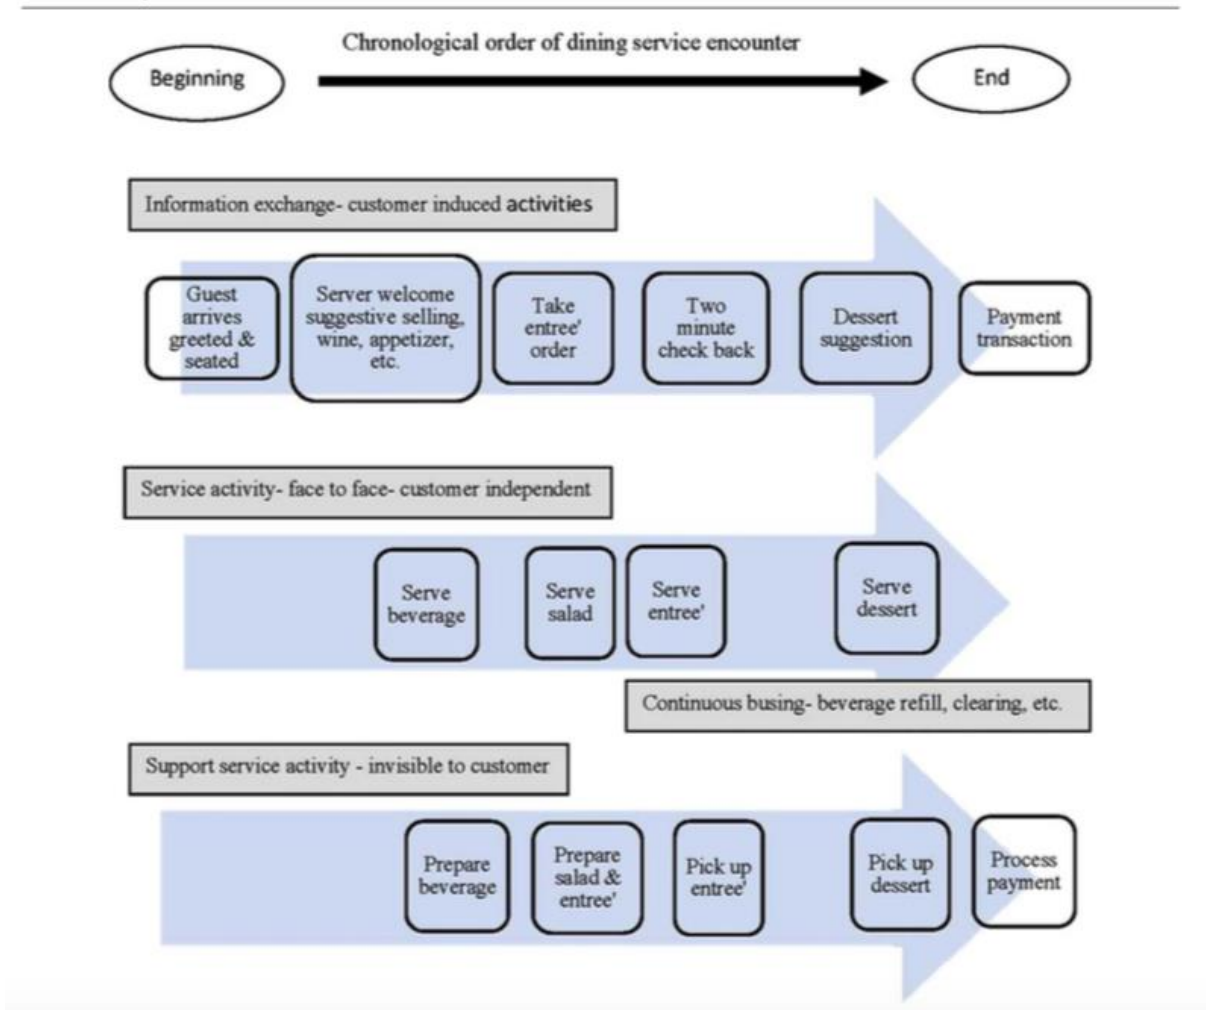 Chronological order of dining service encounter
Beginning
End
Information exchange- customer induced activities
Guest
arrives
greeted &
seated
Server welcome
suggestive selling,
wine, appetizer,
etc.
Take
entree'
order
Two
minute
check back
Dessert
suggestion
Payment
transaction
Service activity- face to face- customer independent
Serve
beverage
Serve
salad
Serve
entree'
Serve
dessert
Continuous busing- beverage refill, clearing, etc.
Support service activity - invisible to customer
Prepare
beverage
Prepare
salad &
entree'
Pick up
entree'
Pick up
dessert
Process
payment